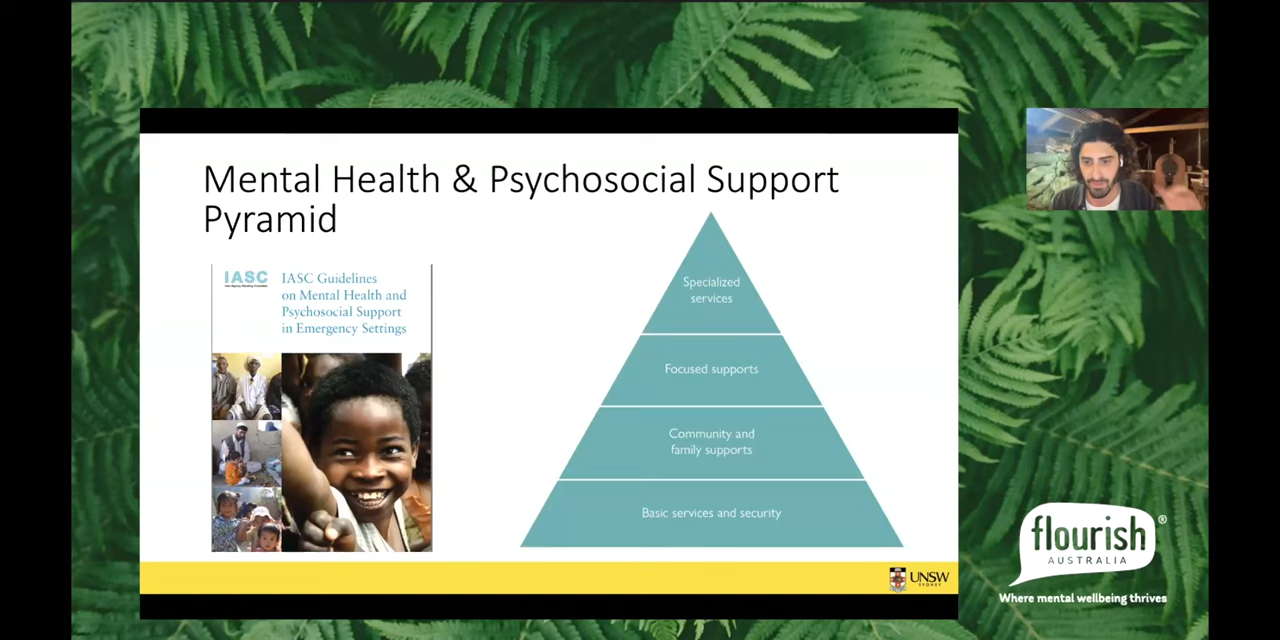 Mental Health & Psychosocial Support
Pyramid
IASC
IASC Guidelines
on Mental Health and
Psychosocial Support
in Emergency Settings
Specialized
services
Focused supports
Community and
family supports
Basic services and security
UNSW
SYDNEY
flourish®
AUSTRALIA
Where mental wellbeing thrives